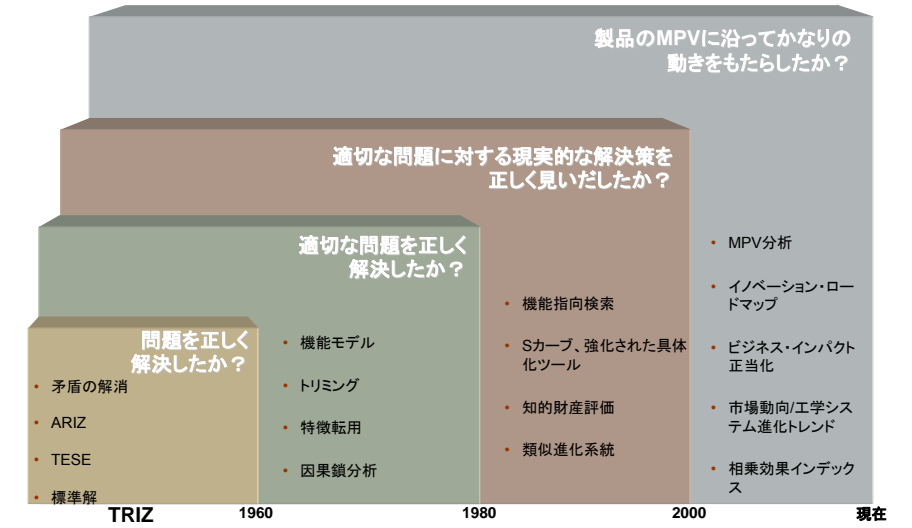 製品のMPVに沿ってかなりの
動きをもたらしたか？
適切な問題に対する現実的な解決策を
正しく見いだしたか？
適切な問題を正しく
解決したか？
問題を正しく
解決したか？
• 矛盾の解消
• ARIZ
• TESE
• 標準解
• 機能モデル
• トリミング
• 特徴転用
• 因果鎖分析
• 機能指向検索
• Sカーブ、強化された具体
化ツール
• 知的財産評価
• 類似進化系統
• MPV分析
• イノベーション・ロー
ドマップ
• ビジネス・インパクト
正当化
• 市場動向/工学シス
テム進化トレンド
• 相乗効果インデック
ス
TRIZ 1960 1980 2000 現在